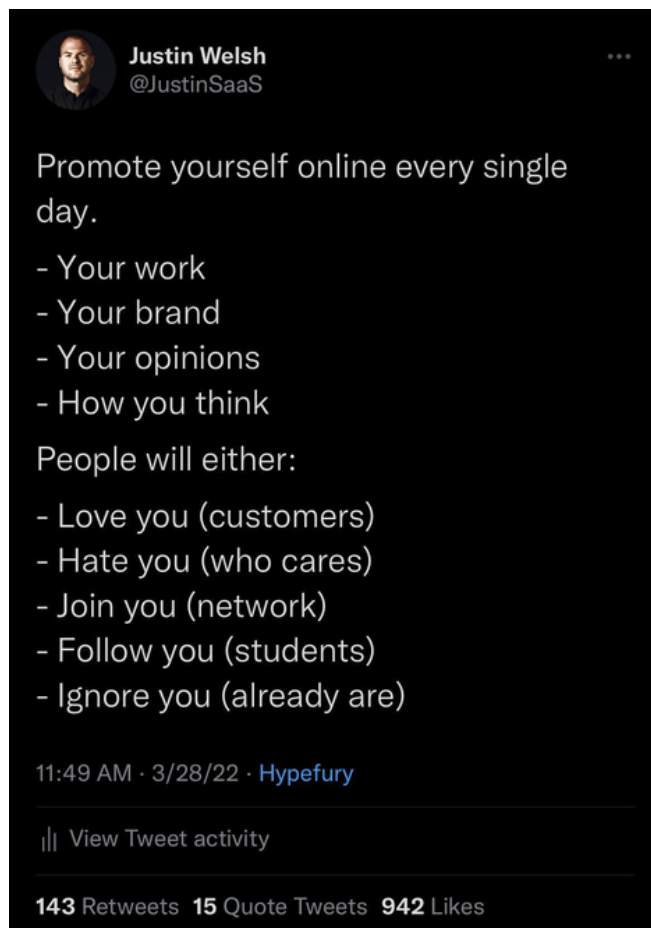 Justin Welsh
@JustinSaaS
Promote yourself online every single
day.
- Your work
- Your brand
- Your opinions
- How you think
People will either:
- Love you (customers)
- Hate you (who cares)
- Join you (network)
- Follow you (students)
- Ignore you (already are)
11:49 AM · 3/28/22 · Hypefury
View Tweet activity
143 Retweets 15 Quote Tweets 942 Likes